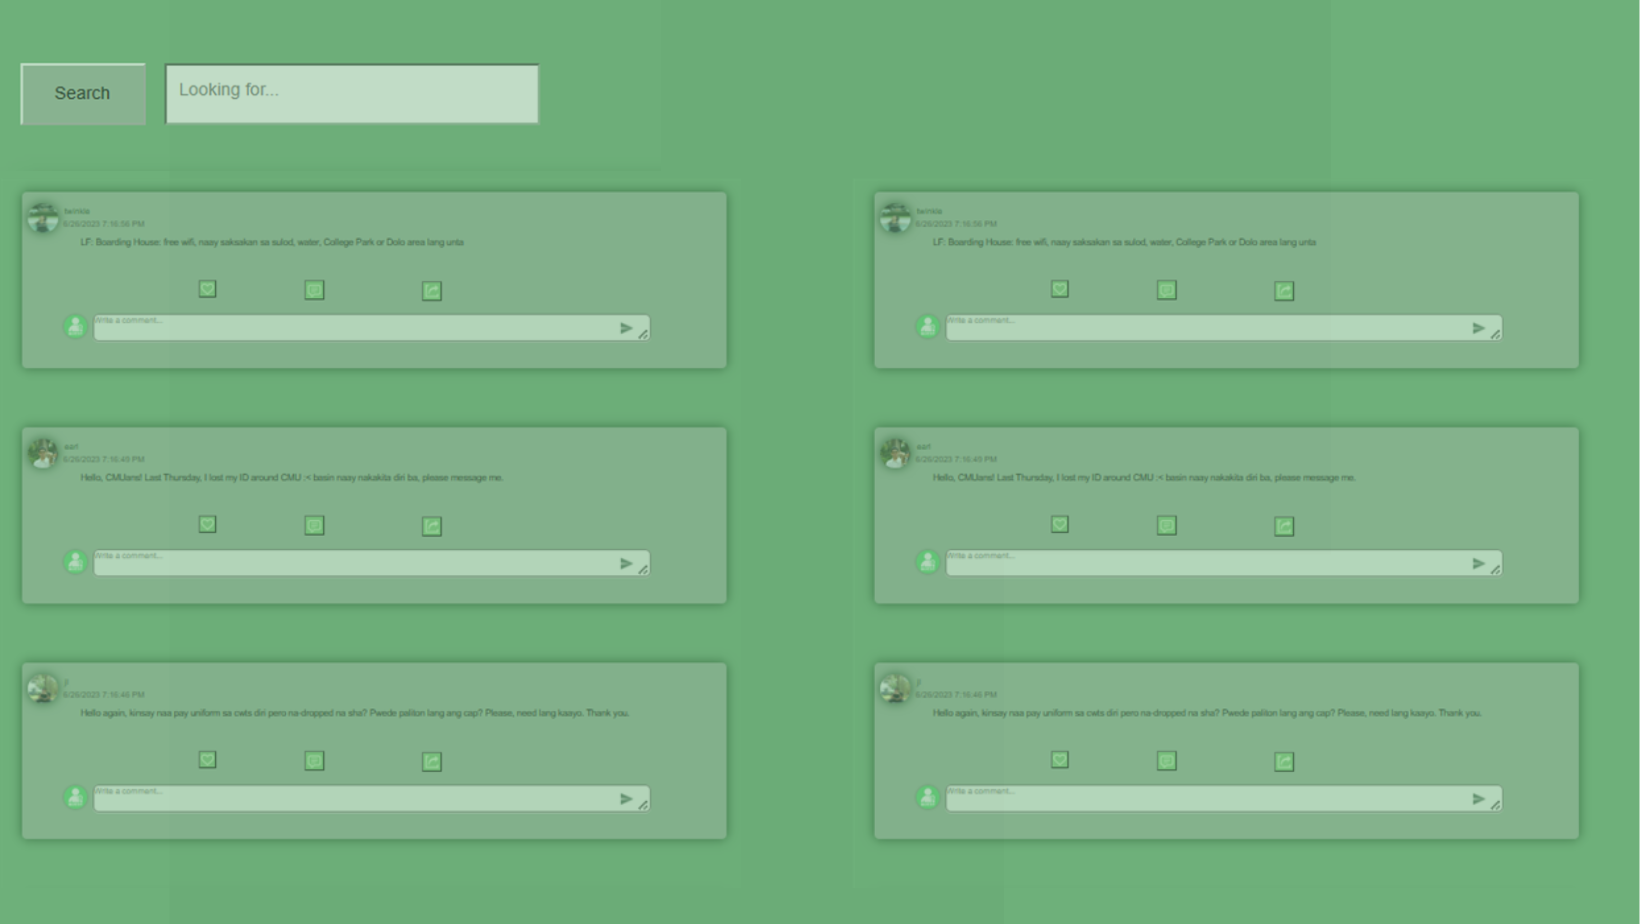 Search
Looking for...
twinkle
6/26/2023 7:16:56 PM
LF: Boarding House: free wifi, naay saksakan sa sulod, water, College Park or Dolo area lang unta
Write a comment...
earl
6/26/2023 7:16:49 PM
Hello, CMUans! Last Thursday, I lost my ID around CMU :< basin naay nakakita diri ba, please message me.
Write a comment...
6/26/2023 7:16:46 PM
Hello again, kinsay naa pay uniform sa cwts diri pero na-dropped na sha? Pwede paliton lang ang cap? Please, need lang kaayo. Thank you.
Write a comment...
twinkle
6/26/2023 7:16:56 PM
LF: Boarding House: free wifi, naay saksakan sa sulod, water, College Park or Dolo area lang unta
Write a comment...
earl
6/26/2023 7:16:49 PM
Hello, CMUans! Last Thursday, I lost my ID around CMU :< basin naay nakakita diri ba, please message me.
Write a comment...
6/26/2023 7:16:46 PM
Hello again, kinsay naa pay uniform sa cwts diri pero na-dropped na sha? Pwede paliton lang ang cap? Please, need lang kaayo. Thank you.
Write a comment...